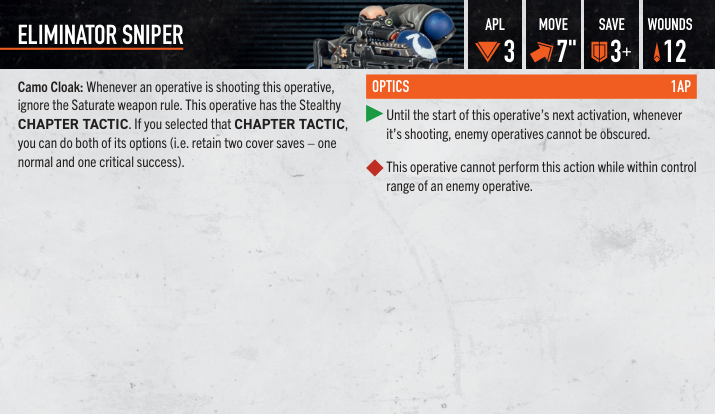 ELIMINATOR SNIPER
APL
3
MOVE
7"
SAVE
3+
WOUNDS
12
Camo Cloak: Whenever an operative is shooting this operative,
ignore the Saturate weapon rule. This operative has the Stealthy
CHAPTER TACTIC. If you selected that CHAPTER TACTIC,
you can do both of its options (i.e. retain two cover saves – one
normal and one critical success).
OPTICS 1AP
Until the start of this operative's next activation, whenever
it's shooting, enemy operatives cannot be obscured.
This operative cannot perform this action while within control
range of an enemy operative.